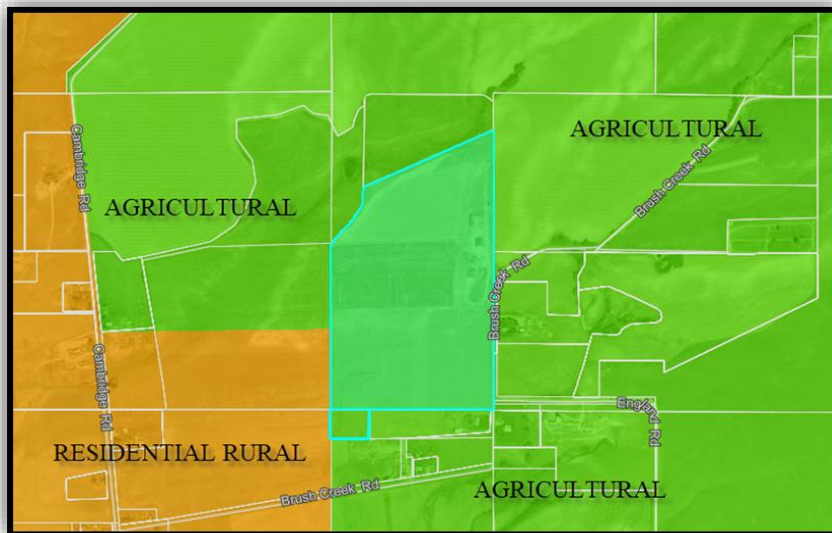 AGRICULTURAL
Brush Creek Rd
Cambridge Rd
AGRICULTURAL
Brush Creek Rd
Cambridge Rd
England Rd
RESIDENTIAL RURAL
Brush Creek Rd
AGRICULTURAL